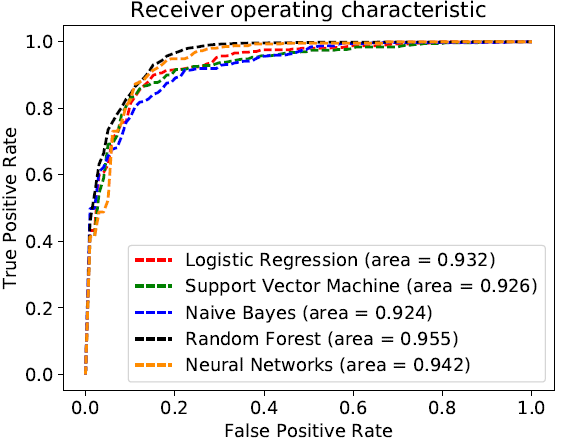 Receiver operating characteristic
True Positive Rate
1.0
0.8
0.6
0.4
0.2
0.0
Logistic Regression (area = 0.932)
Support Vector Machine (area = 0.926)
Naive Bayes (area = 0.924)
Random Forest (area = 0.955)
Neural Networks (area = 0.942)
0.0 0.2 0.4 0.6 0.8 1.0
False Positive Rate